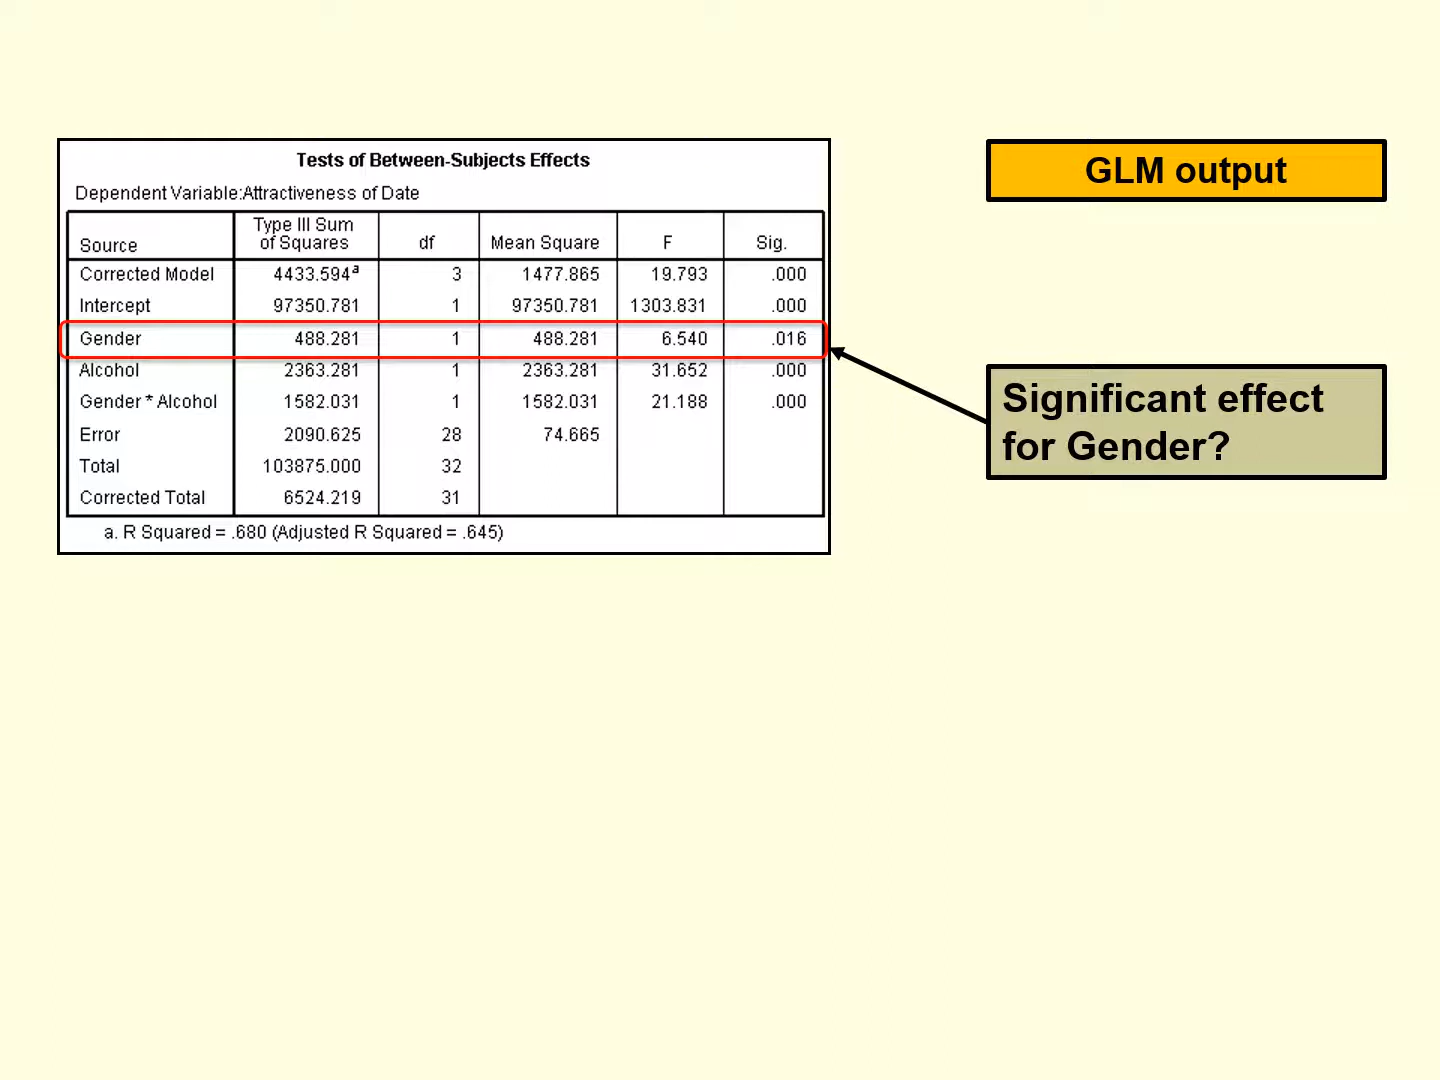 Tests of Between-Subjects Effects
Dependent Variable:Attractiveness of Date
Source Type III Sum of Squares df Mean Square F Sig.
Corrected Model 4433.594a 3 1477.865 19.793 .000
Intercept 97350.781 1 97350.781 1303.831 .000
Gender 488.281 1 488.281 6.540 .016
Alcohol 2363.281 1 2363.281 31.652 .000
Gender * Alcohol 1582.031 1 1582.031 21.188 .000
Error 2090.625 28 74.665
Total 103875.000 32
Corrected Total 6524.219 31
a. R Squared = .680 (Adjusted R Squared = .645)
GLM output
Significant effect
for Gender?